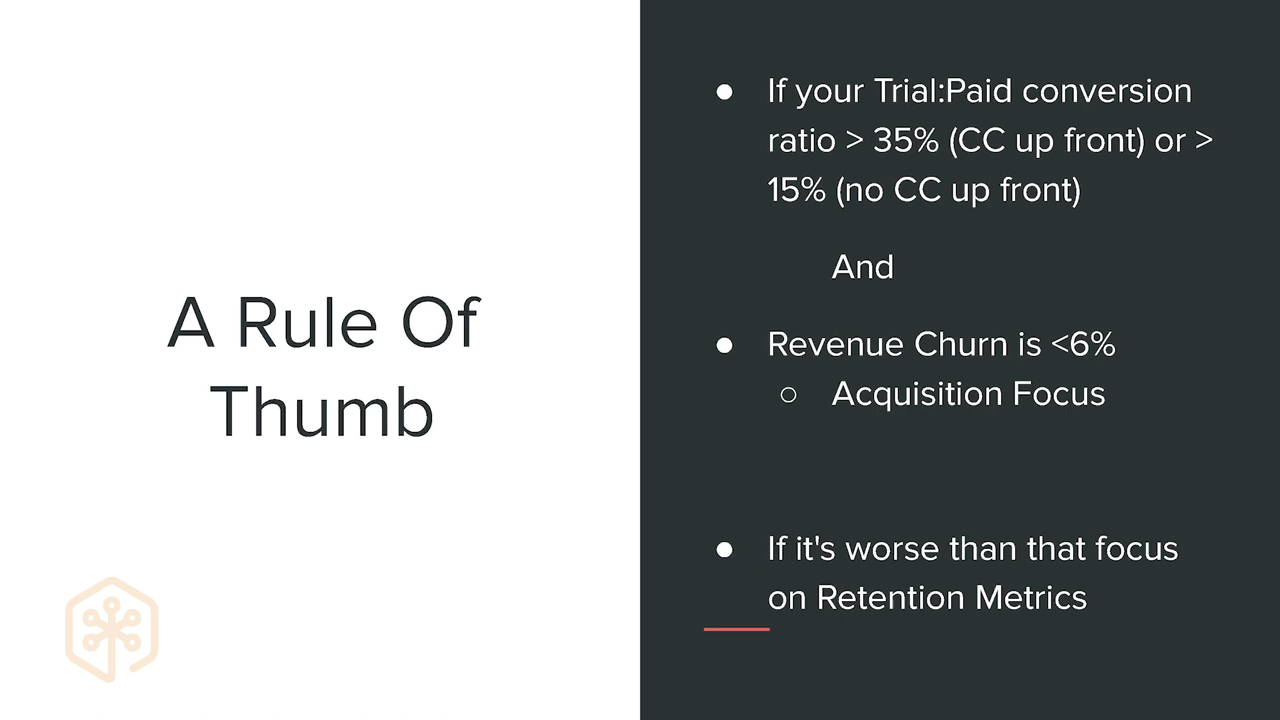 A Rule Of
Thumb
● If your Trial:Paid conversion
ratio > 35% (CC up front) or >
15% (no CC up front)
And
● Revenue Churn is <6%
○ Acquisition Focus
● If it's worse than that focus
on Retention Metrics